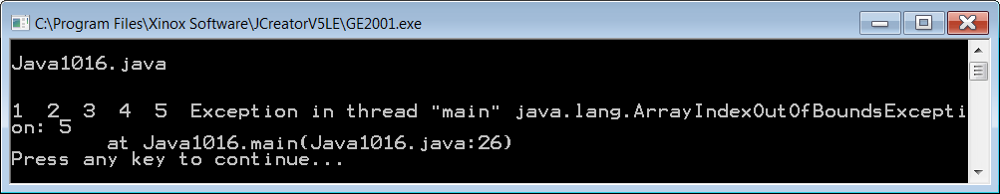 C:\Program Files\Xinox Software\JCreatorV5LE\GE2001.exe
Java1016.java
1  2  3  4  5  Exception in thread "main" java.lang.ArrayIndexOutOfBoundsExcepti
on: 5
        at Java1016.main(Java1016.java:26)
Press any key to continue...